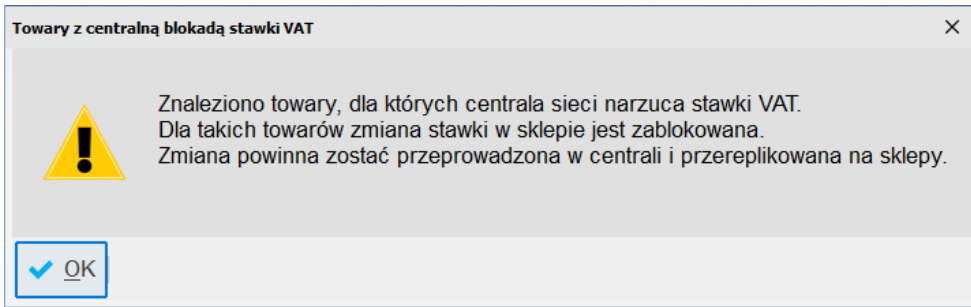 Towary z centralną blokadą stawki VAT
Znaleziono towary, dla których centrala sieci narzuca stawki VAT.
Dla takich towarów zmiana stawki w sklepie jest zablokowana.
Zmiana powinna zostać przeprowadzona w centrali i przereplikowana na sklepy.
OK